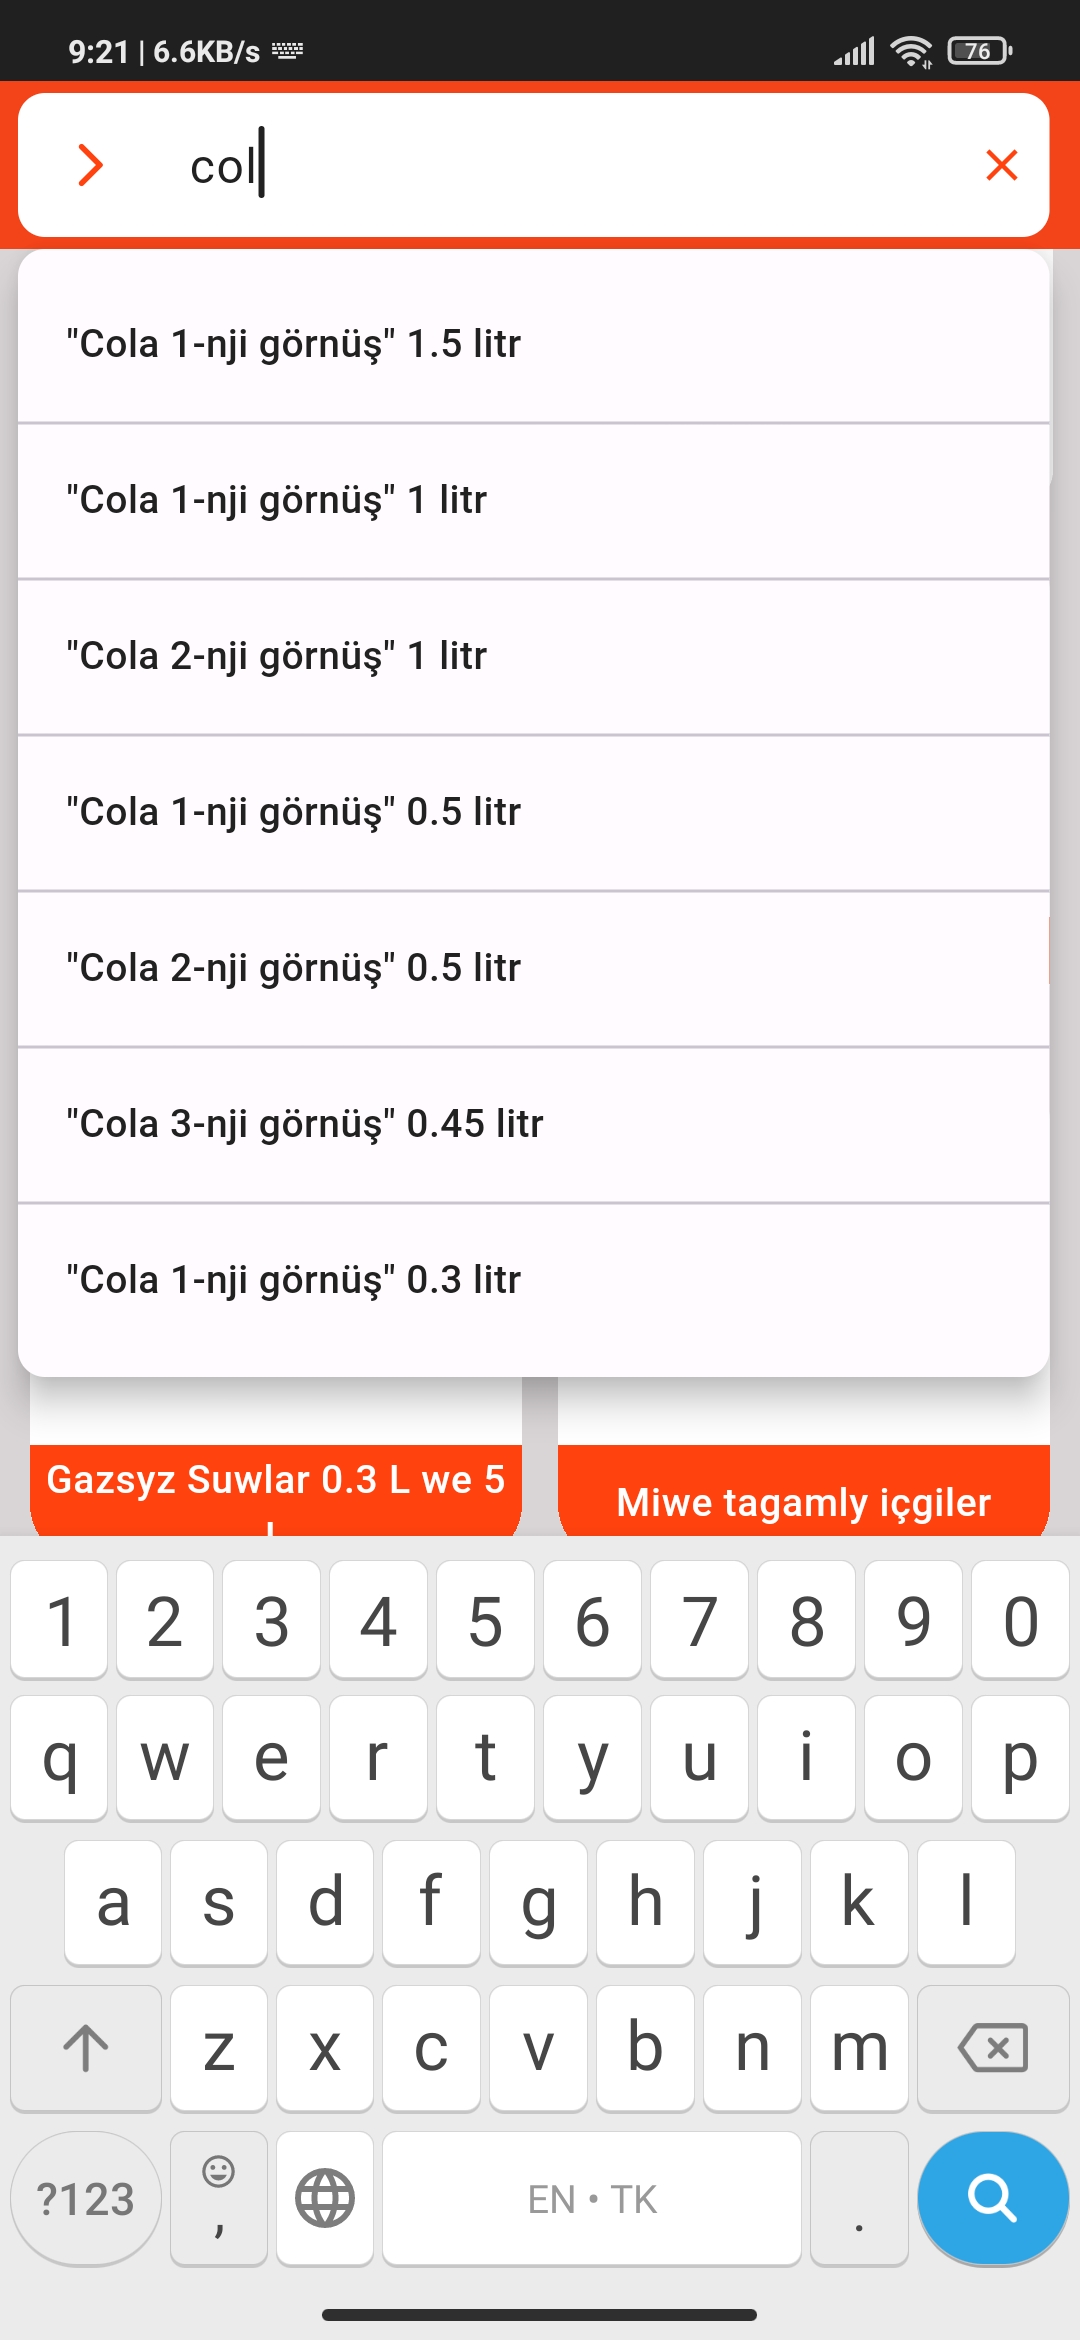 9:21 | 6.6KB/s
76
col
"Cola 1-nji görnüş" 1.5 litr
"Cola 1-nji görnüş" 1 litr
"Cola 2-nji görnüş" 1 litr
"Cola 1-nji görnüş" 0.5 litr
"Cola 2-nji görnüş" 0.5 litr
"Cola 3-nji görnüş" 0.45 litr
"Cola 1-nji görnüş" 0.3 litr
Gazsyz Suwlar 0.3 L we 5
Miwe tagamly içgiler
1 2 3 4 5 6 7 8 9 0
q w e r t y u i o p
a s d f g h j k l
z x c v b n m
?123 , EN • TK .